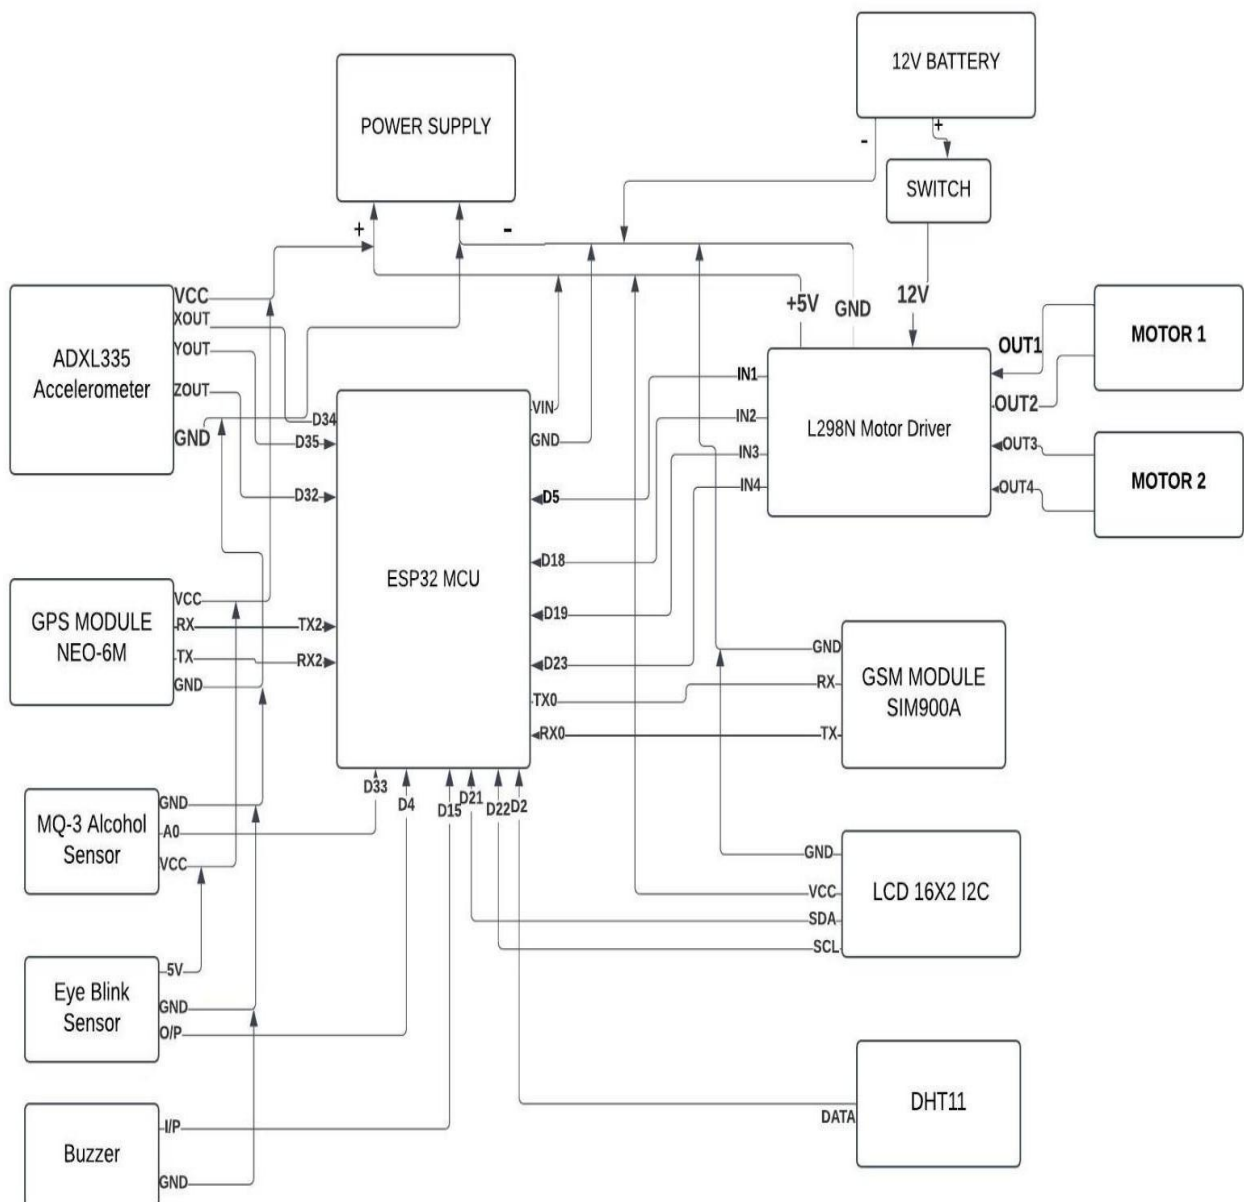 12V BATTERY
+
-
POWER SUPPLY
SWITCH
+
-
+5V
GND
12V
ADXL335
Accelerometer
VCC
XOUT
YOUT
ZOUT
GND
D34
D35
D32
ESP32 MCU
VIN
GND
D5
D18
D19
D23
TX0
RX0
IN1
IN2
IN3
IN4
L298N Motor Driver
OUT1
OUT2
OUT3
OUT4
MOTOR 1
MOTOR 2
GPS MODULE
NEO-6M
VCC
RX
TX
GND
TX2
RX2
GND
RX
TX
GSM MODULE
SIM900A
D33
D4
D15
D21
D22
D2
MQ-3 Alcohol
Sensor
GND
A0
VCC
GND
VCC
SDA
SCL
LCD 16X2 I2C
Eye Blink
Sensor
5V
GND
O/P
DATA
DHT11
Buzzer
I/P
GND